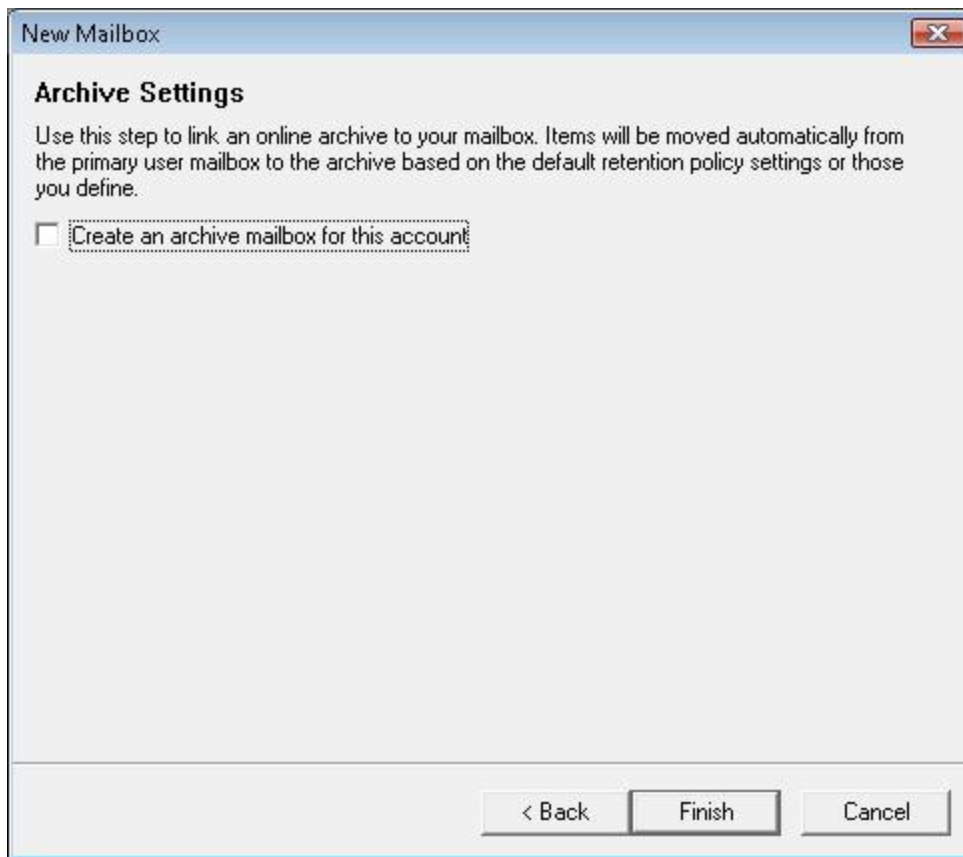 New Mailbox
Archive Settings
Use this step to link an online archive to your mailbox. Items will be moved automatically from
the primary user mailbox to the archive based on the default retention policy settings or those
you define.
Create an archive mailbox for this account
< Back
Finish
Cancel